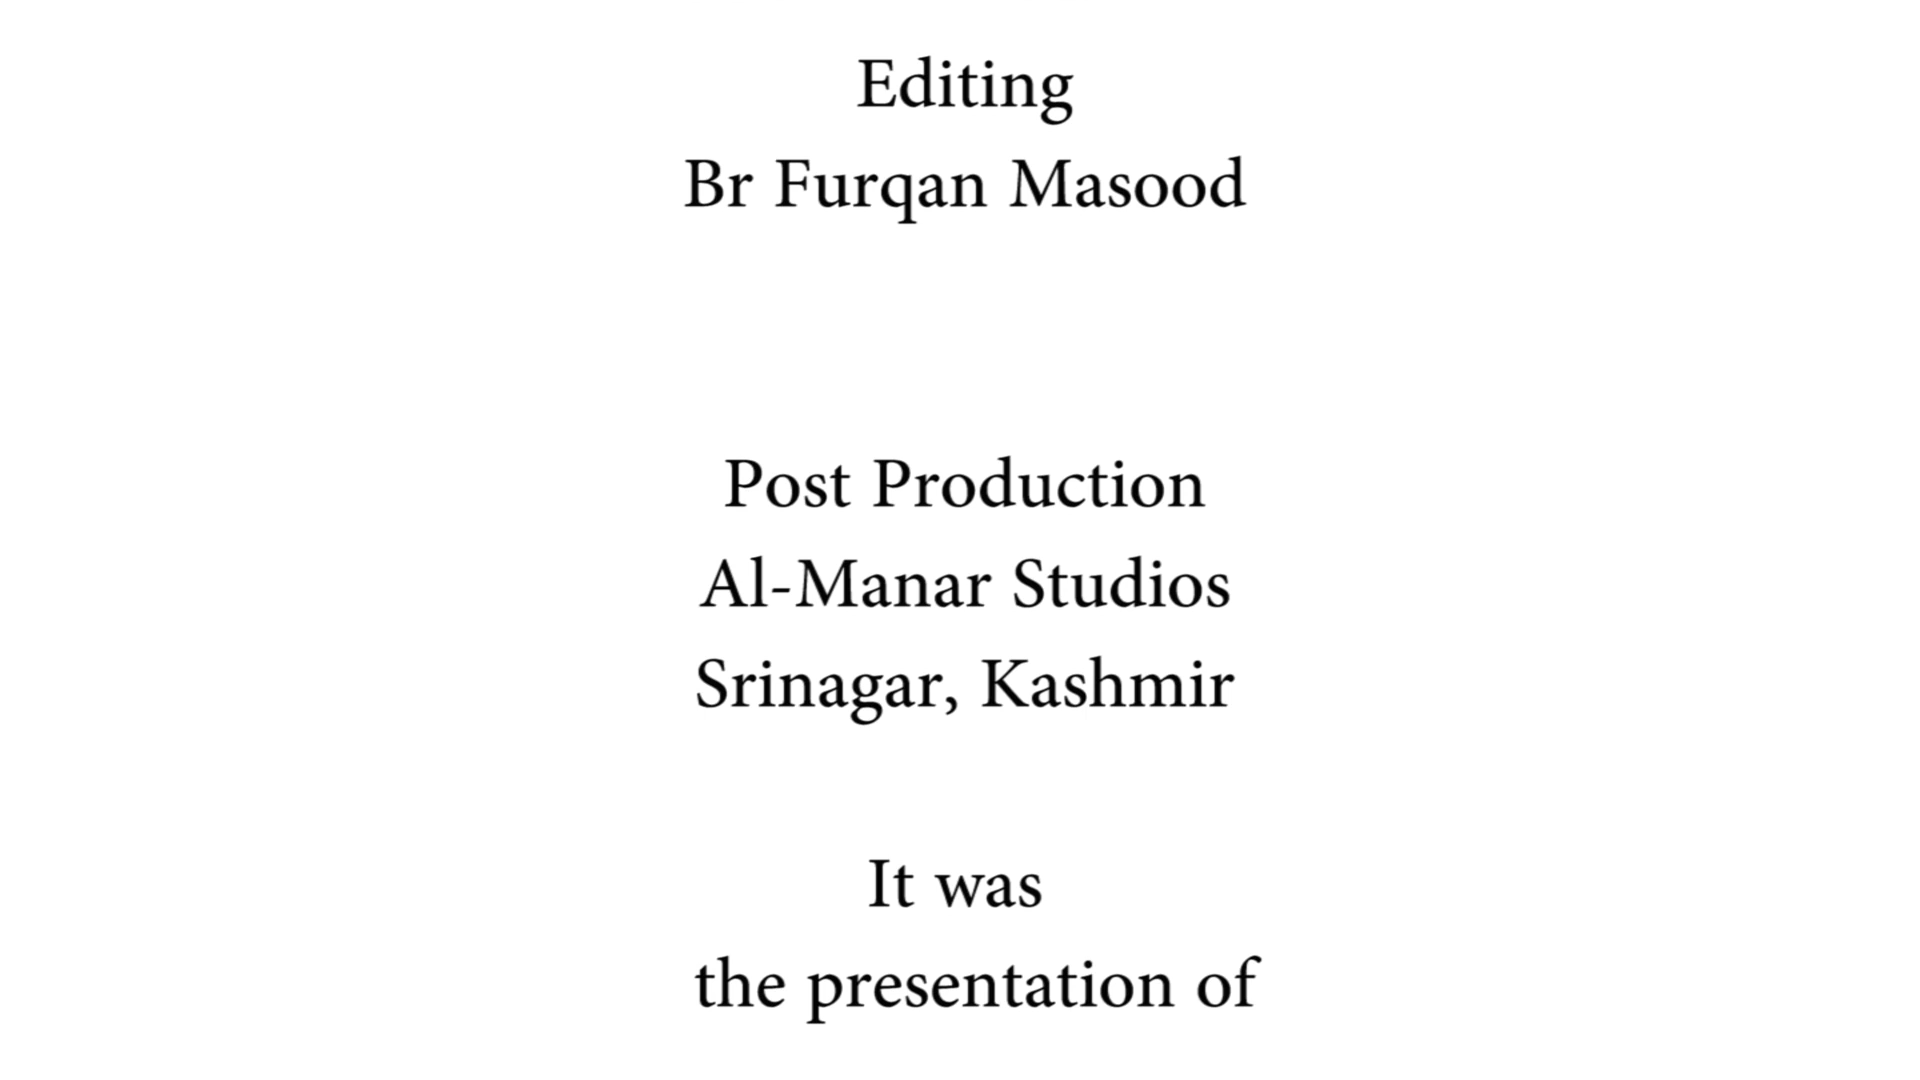 Editing
Br Furqan Masood
Post Production
Al-Manar Studios
Srinagar, Kashmir
It was
the presentation of